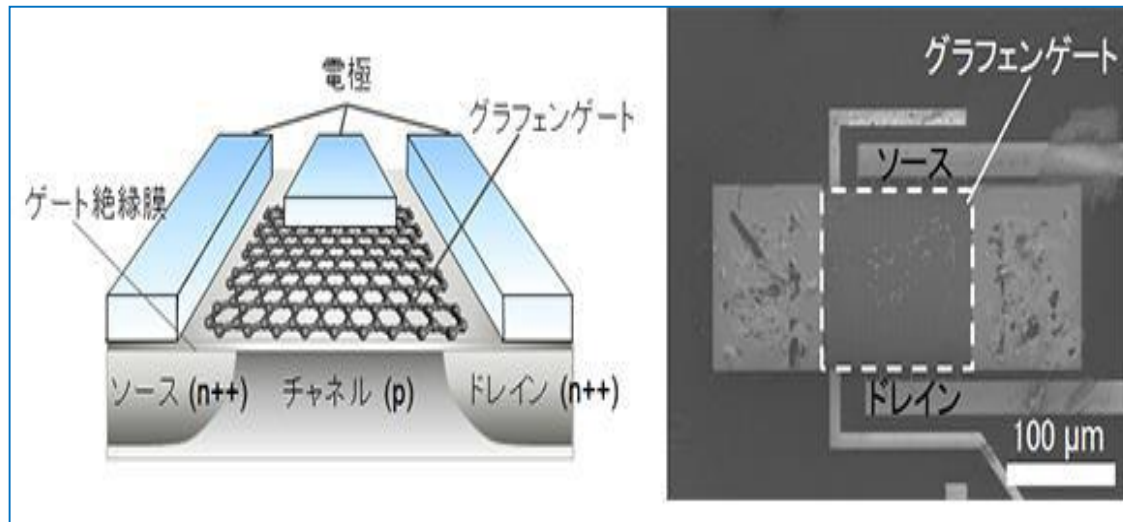 電極
グラフェンゲート
ゲート絶縁膜
ソース (n++)
チャネル (p)
ドレイン (n++)
グラフェンゲート
ソース
ドレイン
100 μm